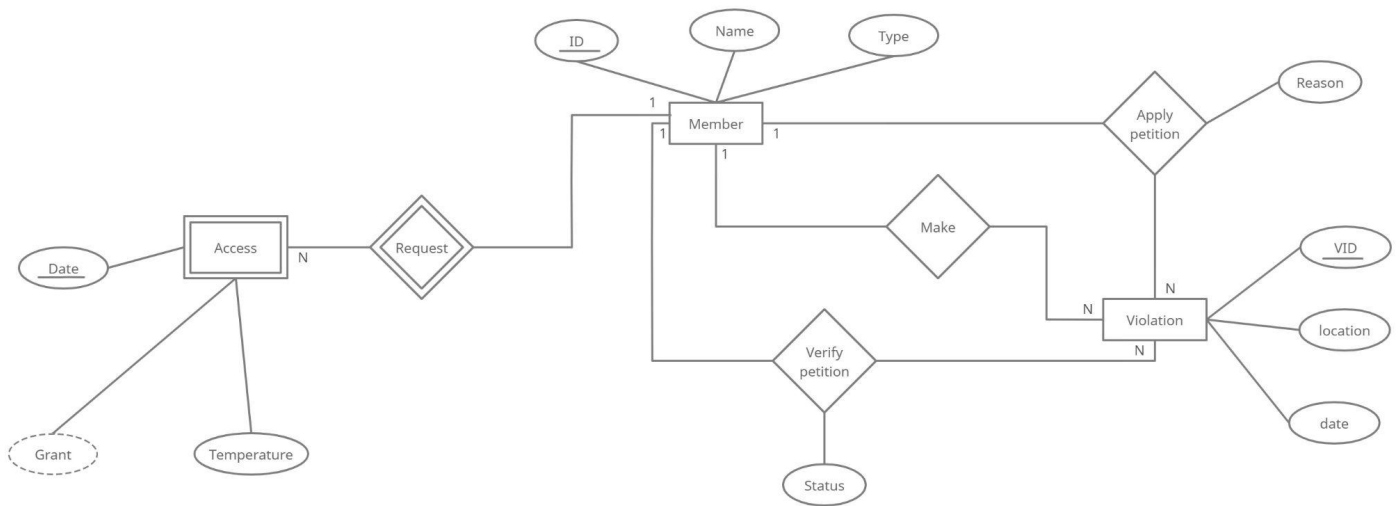 ID
Name
Type
Reason
1
Member
1
1
1
Apply
petition
Access
N
Request
Make
Date
VID
N
N
Violation
location
N
Verify
petition
date
Grant
Temperature
Status